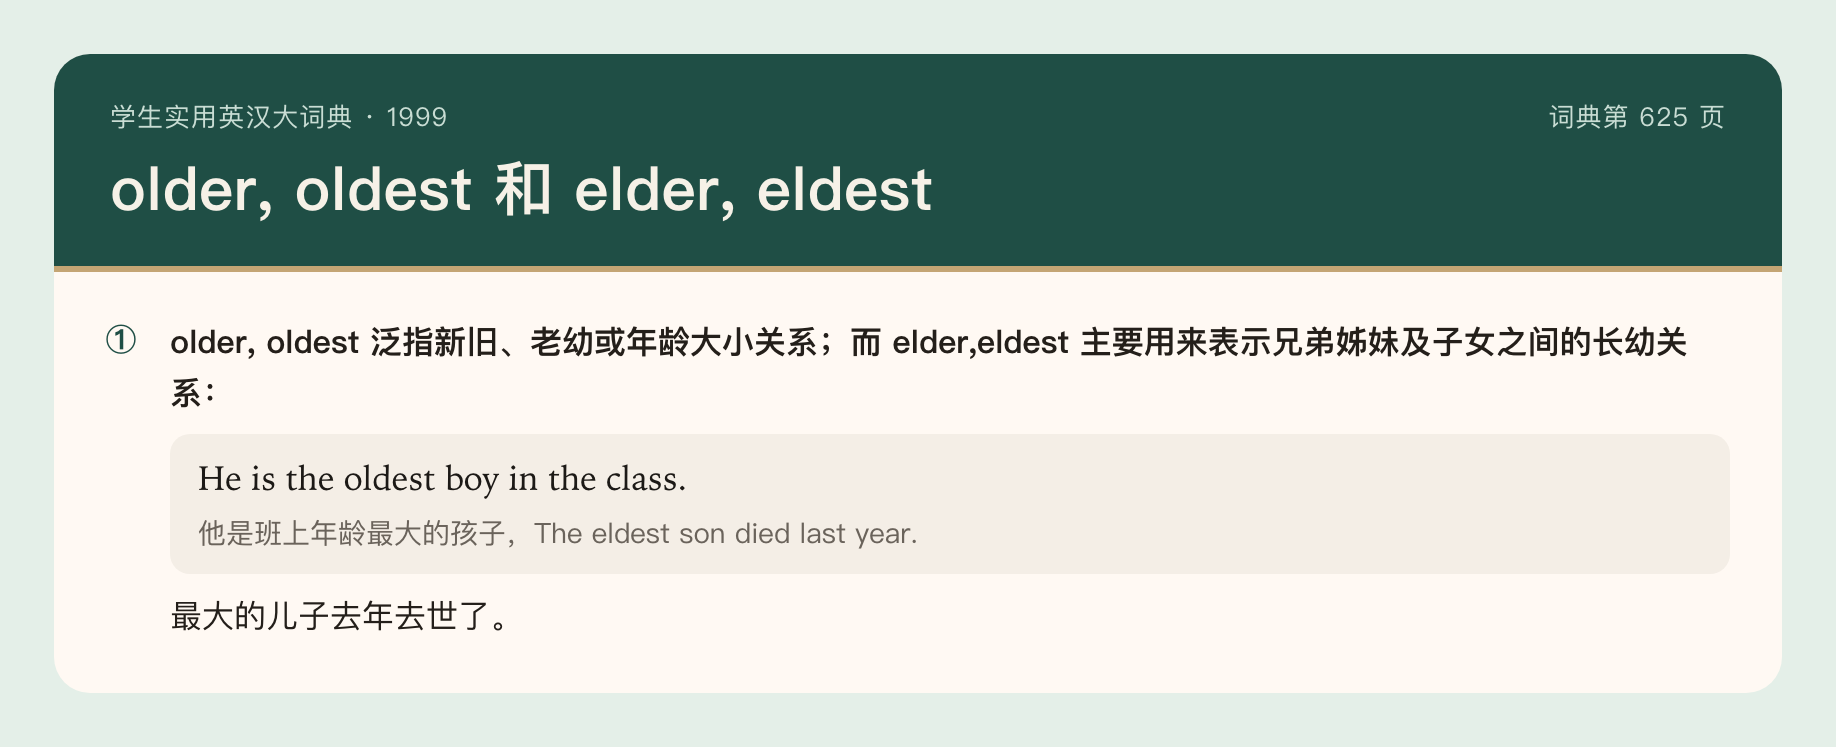 学生实用英汉大词典 · 1999
词典第 625 页
older, oldest 和 elder, eldest
① older, oldest 泛指新旧、老幼或年龄大小关系；而 elder,eldest 主要用来表示兄弟姊妹及子女之间的长幼关
系：
He is the oldest boy in the class.
他是班上年龄最大的孩子，The eldest son died last year.
最大的儿子去年去世了。